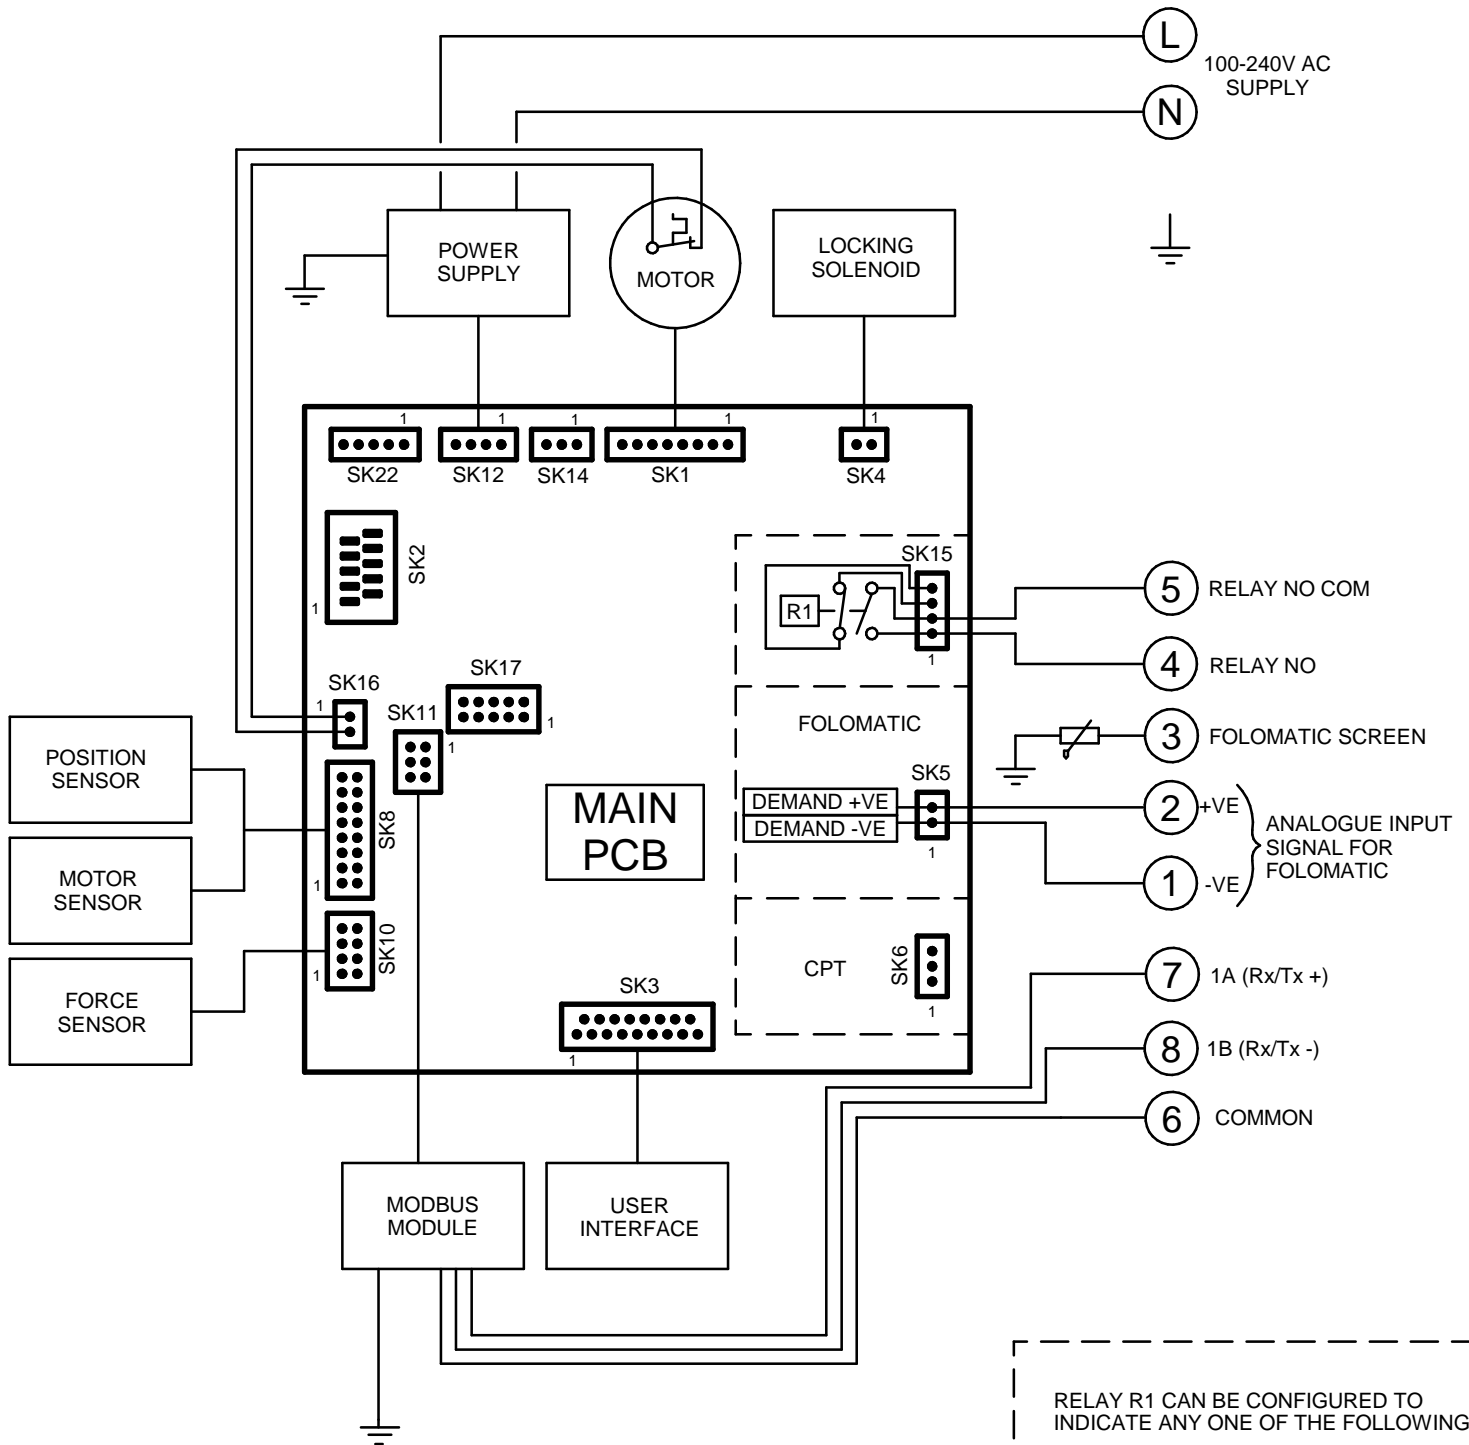 L
100-240V AC
SUPPLY
N
POWER
SUPPLY
MOTOR
LOCKING
SOLENOID
1
1
1
1
1
SK22
SK12
SK14
SK1
SK4
SK2
1
SK15
R1
1
5
RELAY NO COM
4
RELAY NO
SK16
1
SK17
1
SK11
1
FOLOMATIC
3
FOLOMATIC SCREEN
POSITION
SENSOR
SK8
1
MAIN
PCB
SK5
DEMAND +VE
DEMAND -VE
1
2
+VE
ANALOGUE INPUT
SIGNAL FOR
FOLOMATIC
1
-VE
MOTOR
SENSOR
SK10
1
CPT
SK6
1
7
1A (Rx/Tx +)
FORCE
SENSOR
SK3
1
8
1B (Rx/Tx -)
6
COMMON
MODBUS
MODULE
USER
INTERFACE
RELAY R1 CAN BE CONFIGURED TO
INDICATE ANY ONE OF THE FOLLOWING